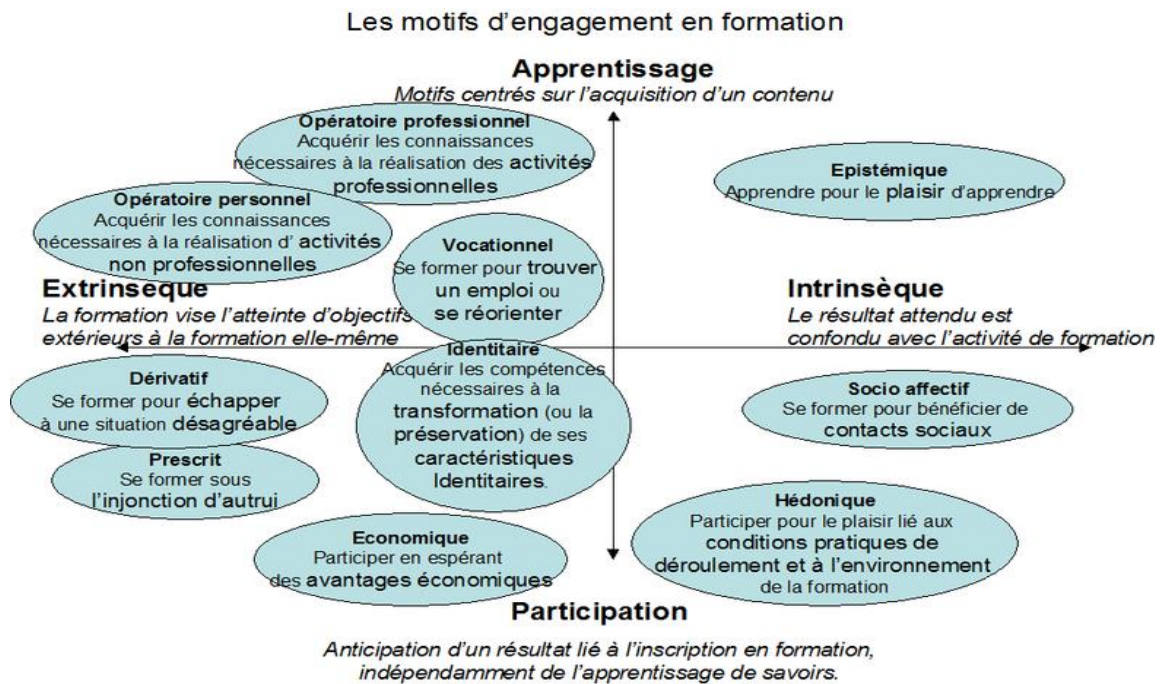 Les motifs d’engagement en formation
Apprentissage
Motifs centrés sur l’acquisition d’un contenu
Opératoire professionnel
Acquérir les connaissances
nécessaires à la réalisation des activités
professionnelles
Epistémique
Apprendre pour le plaisir d’apprendre
Opératoire personnel
Acquérir les connaissances
nécessaires à la réalisation d’ activités
non professionnelles
Vocationnel
Se former pour trouver
un emploi ou
se réorienter
Extrinsèque
La formation vise l’atteinte d’objectifs
extérieurs à la formation elle-même
Intrinsèque
Le résultat attendu est
confondu avec l’activité de formation
Identitaire
Acquérir les compétences
nécessaires à la
transformation (ou la
préservation) de ses
caractéristiques
Identitaires.
Dérivatif
Se former pour échapper
à une situation désagréable
Socio affectif
Se former pour bénéficier de
contacts sociaux
Prescrit
Se former sous
l’injonction d’autrui
Hédonique
Participer pour le plaisir lié aux
conditions pratiques de
déroulement et à l’environnement
de la formation
Economique
Participer en espérant
des avantages économiques
Participation
Anticipation d’un résultat lié à l’inscription en formation,
indépendamment de l’apprentissage de savoirs.